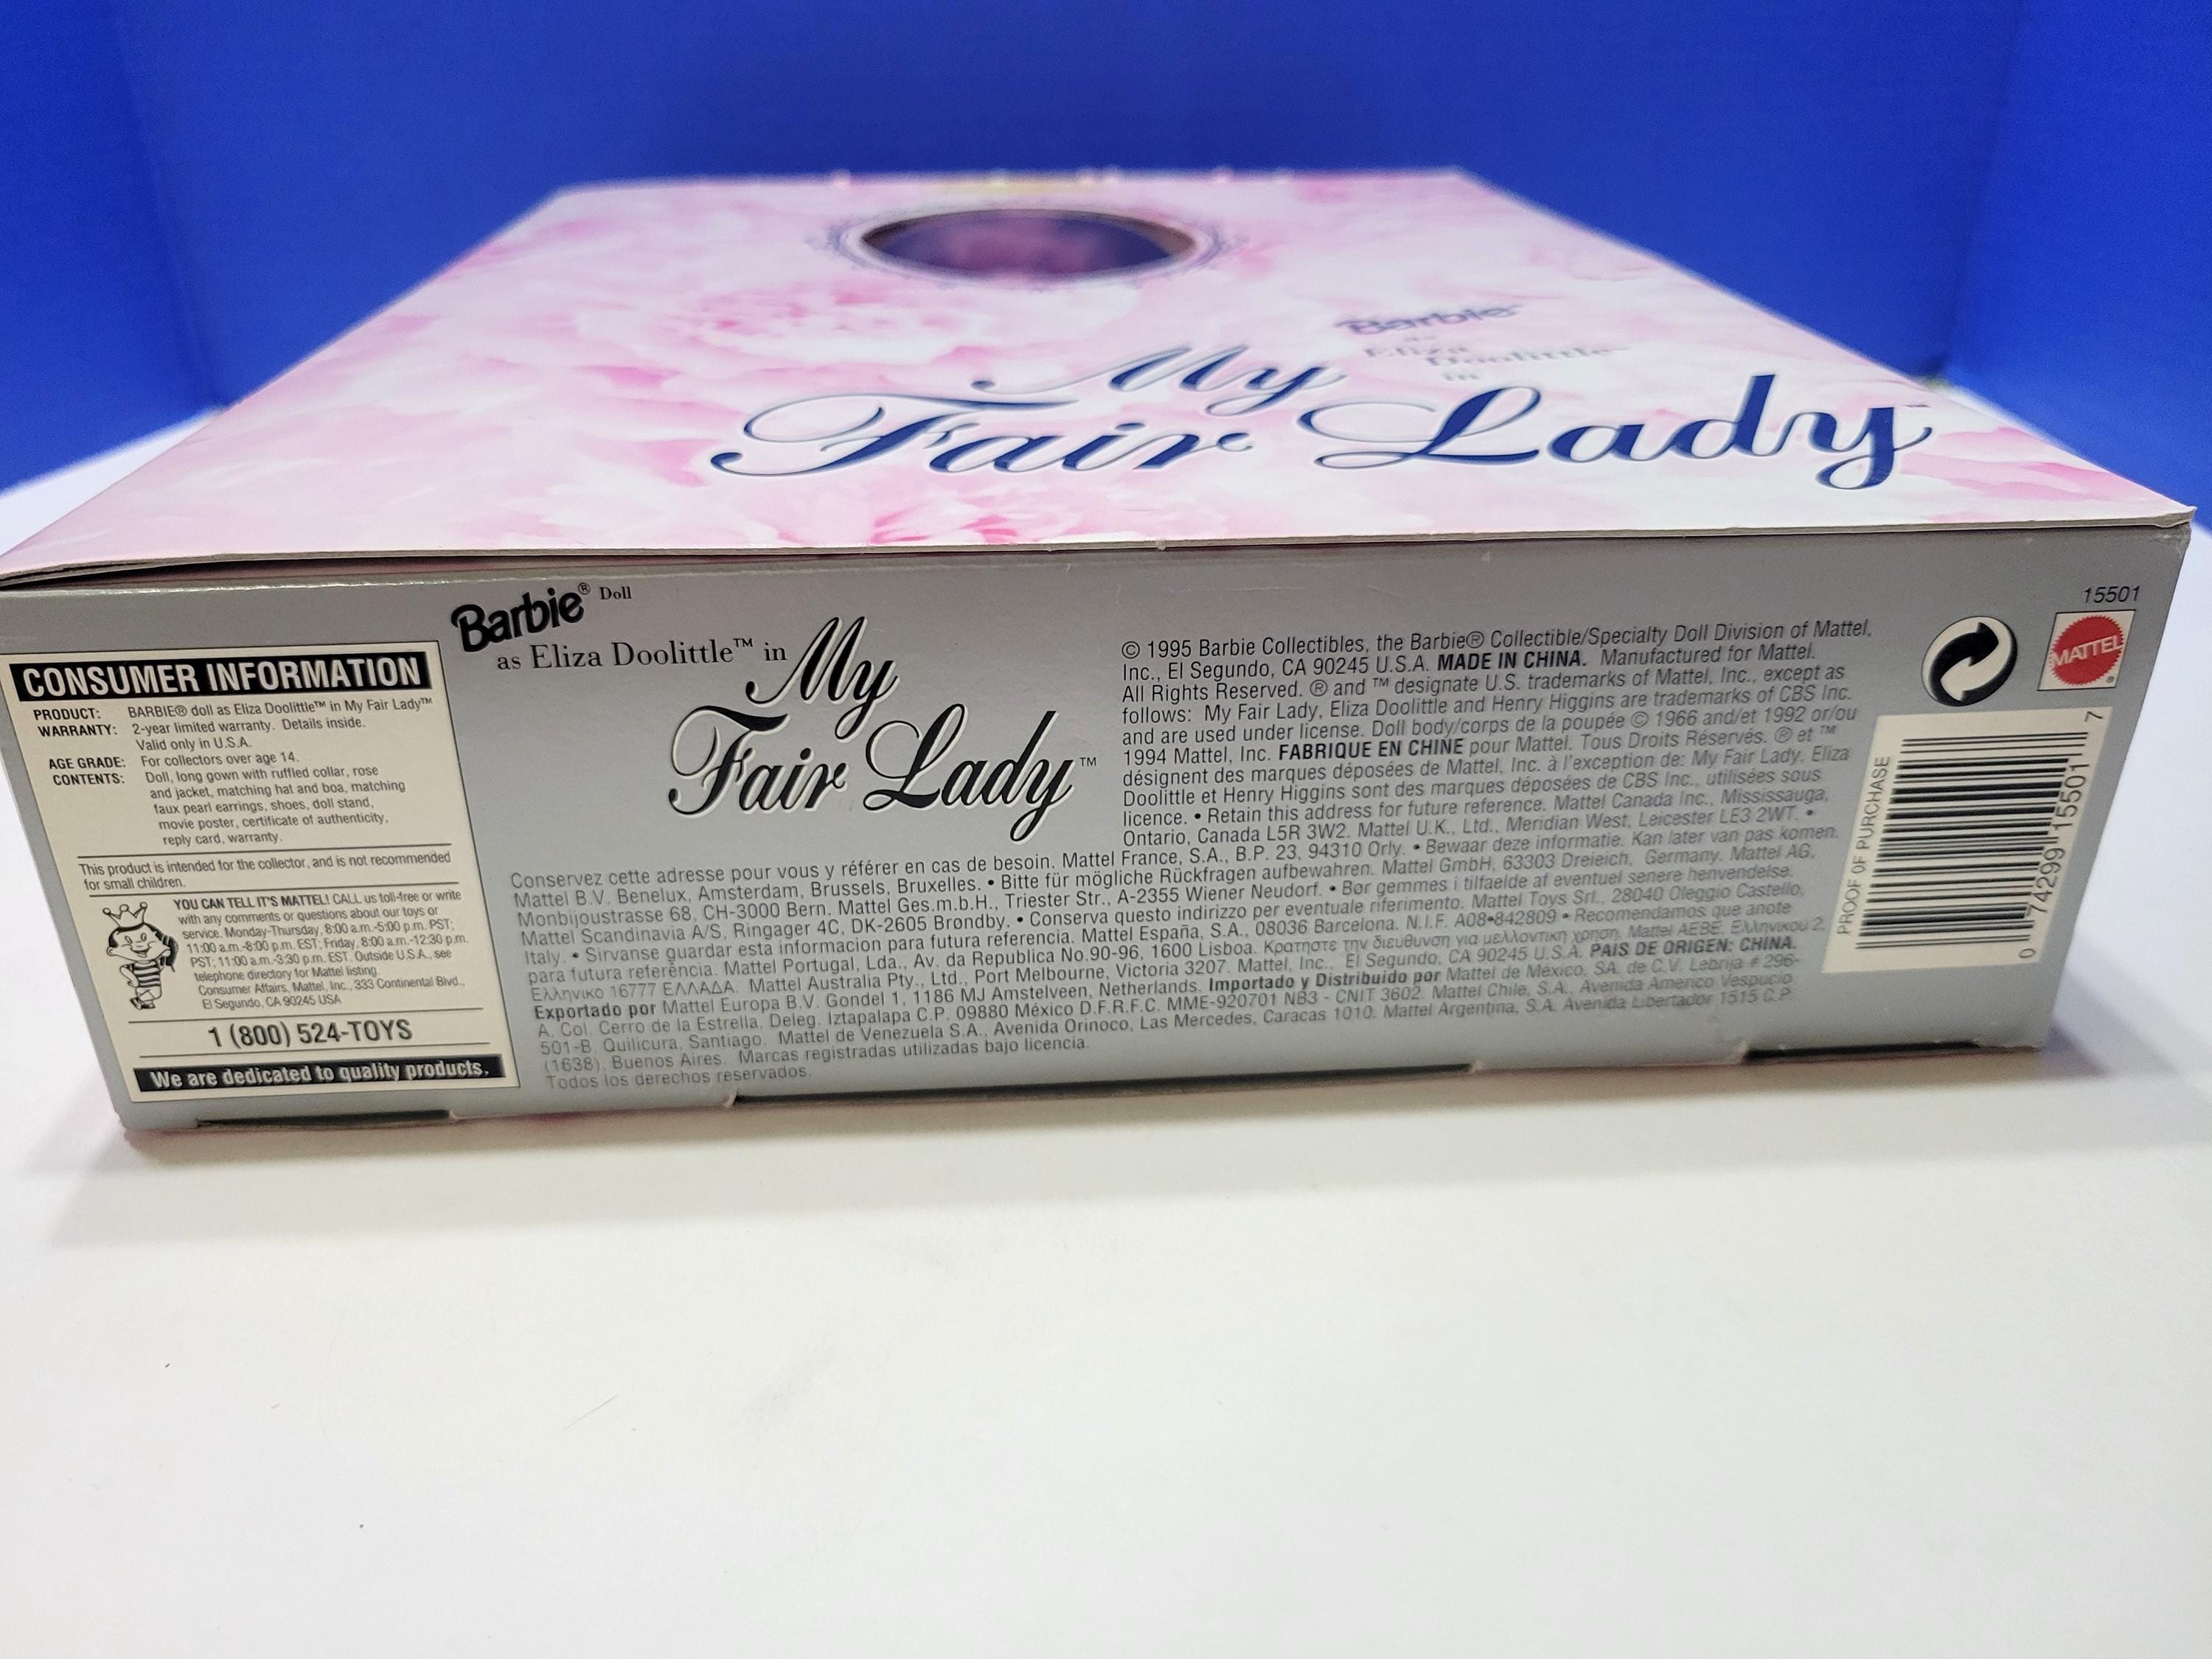 Barbie™
as
Eliza
Doolittle™
in
My
Fair Lady™
Barbie® Doll
as Eliza Doolittle™ in
My
Fair Lady™
CONSUMER INFORMATION
PRODUCT: BARBIE® doll as Eliza Doolittle™ in My Fair Lady™
WARRANTY: 2-year limited warranty. Details inside.
Valid only in U.S.A.
AGE GRADE: For collectors over age 14.
CONTENTS: Doll, long gown with ruffled collar, rose
and jacket, matching hat and boa, matching
faux pearl earrings, shoes, doll stand,
movie poster, certificate of authenticity,
reply card, warranty.
This product is intended for the collector, and is not recommended
for small children.
YOU CAN TELL IT'S MATTEL! CALL us toll-free or write
with any comments or questions about our toys or
service. Monday-Thursday, 8:00 a.m.-5:00 p.m. PST;
11:00 a.m.-8:00 p.m. EST; Friday, 8:00 a.m.-12:30 p.m.
PST; 11:00 a.m.-3:30 p.m. EST. Outside U.S.A., see
telephone directory for Mattel listing.
Consumer Affairs, Mattel, Inc., 333 Continental Blvd.,
El Segundo, CA 90245 USA
1 (800) 524-TOYS
We are dedicated to quality products.
© 1995 Barbie Collectibles, the Barbie® Collectible/Specialty Doll Division of Mattel,
Inc., El Segundo, CA 90245 U.S.A. MADE IN CHINA. Manufactured for Mattel.
All Rights Reserved. ® and ™ designate U.S. trademarks of Mattel, Inc., except as
follows: My Fair Lady, Eliza Doolittle and Henry Higgins are trademarks of CBS Inc.
and are used under license. Doll body/corps de la poupée © 1966 and/et 1992 or/ou
1994 Mattel, Inc. FABRIQUE EN CHINE pour Mattel. Tous Droits Réservés. ® et ™
désignent des marques déposées de Mattel, Inc. à l'exception de: My Fair Lady, Eliza
Doolittle et Henry Higgins sont des marques déposées de CBS Inc., utilisées sous
licence. • Retain this address for future reference. Mattel Canada Inc., Mississauga,
Ontario, Canada L5R 3W2. Mattel U.K., Ltd., Meridian West, Leicester LE3 2WT. •
Conservez cette adresse pour vous y référer en cas de besoin. Mattel France, S.A., B.P. 23, 94310 Orly. • Bewaar deze informatie. Kan later van pas komen.
Mattel B.V. Benelux, Amsterdam, Brussels, Bruxelles. • Bitte für mögliche Rückfragen aufbewahren. Mattel GmbH, 63303 Dreieich, Germany. Mattel AG,
Monbijoustrasse 68, CH-3000 Bern. Mattel Ges.m.b.H., Triester Str., A-2355 Wiener Neudorf. • Bør gemmes i tilfaelde af eventuel senere henvendelse.
Mattel Scandinavia A/S, Ringager 4C, DK-2605 Brøndby. • Conserva questo indirizzo per eventuale riferimento. Mattel Toys Srl., 28040 Oleggio Castello,
Italy. • Sirvanse guardar esta informacion para futura referencia. Mattel España, S.A., 08036 Barcelona. N.I.F. A08•842809 • Recomendamos que anote
para futura referência. Mattel Portugal, Lda., Av. da Republica No.90-96, 1600 Lisboa. Κρατήστε την διεύθυνση για μελλοντική χρήση. Mattel AEBE. Ελληνικού 2,
Ελληνικό 16777 ΕΛΛΑΔΑ. Mattel Australia Pty., Ltd., Port Melbourne, Victoria 3207. Mattel, Inc., El Segundo, CA 90245 U.S.A. PAIS DE ORIGEN: CHINA.
Exportado por Mattel Europa B.V. Gondel 1, 1186 MJ Amstelveen, Netherlands. Importado y Distribuido por Mattel de México, S.A. de C.V. Lebrija # 296-
A. Col. Cerro de la Estrella, Deleg. Iztapalapa C.P. 09880 México D.F.R.F.C. MME-920701 NB3 - CNIT 3602. Mattel Chile, S.A., Avenida Americo Vespucio
501-B, Quilicura, Santiago. Mattel de Venezuela S.A., Avenida Orinoco, Las Mercedes, Caracas 1010. Mattel Argentina, S.A. Avenida Libertador 1515 C.P.
(1638), Buenos Aires. Marcas registradas utilizadas bajo licencia.
Todos los derechos reservados.
15501
MATTEL®
PROOF OF PURCHASE
0 74299 15501 7